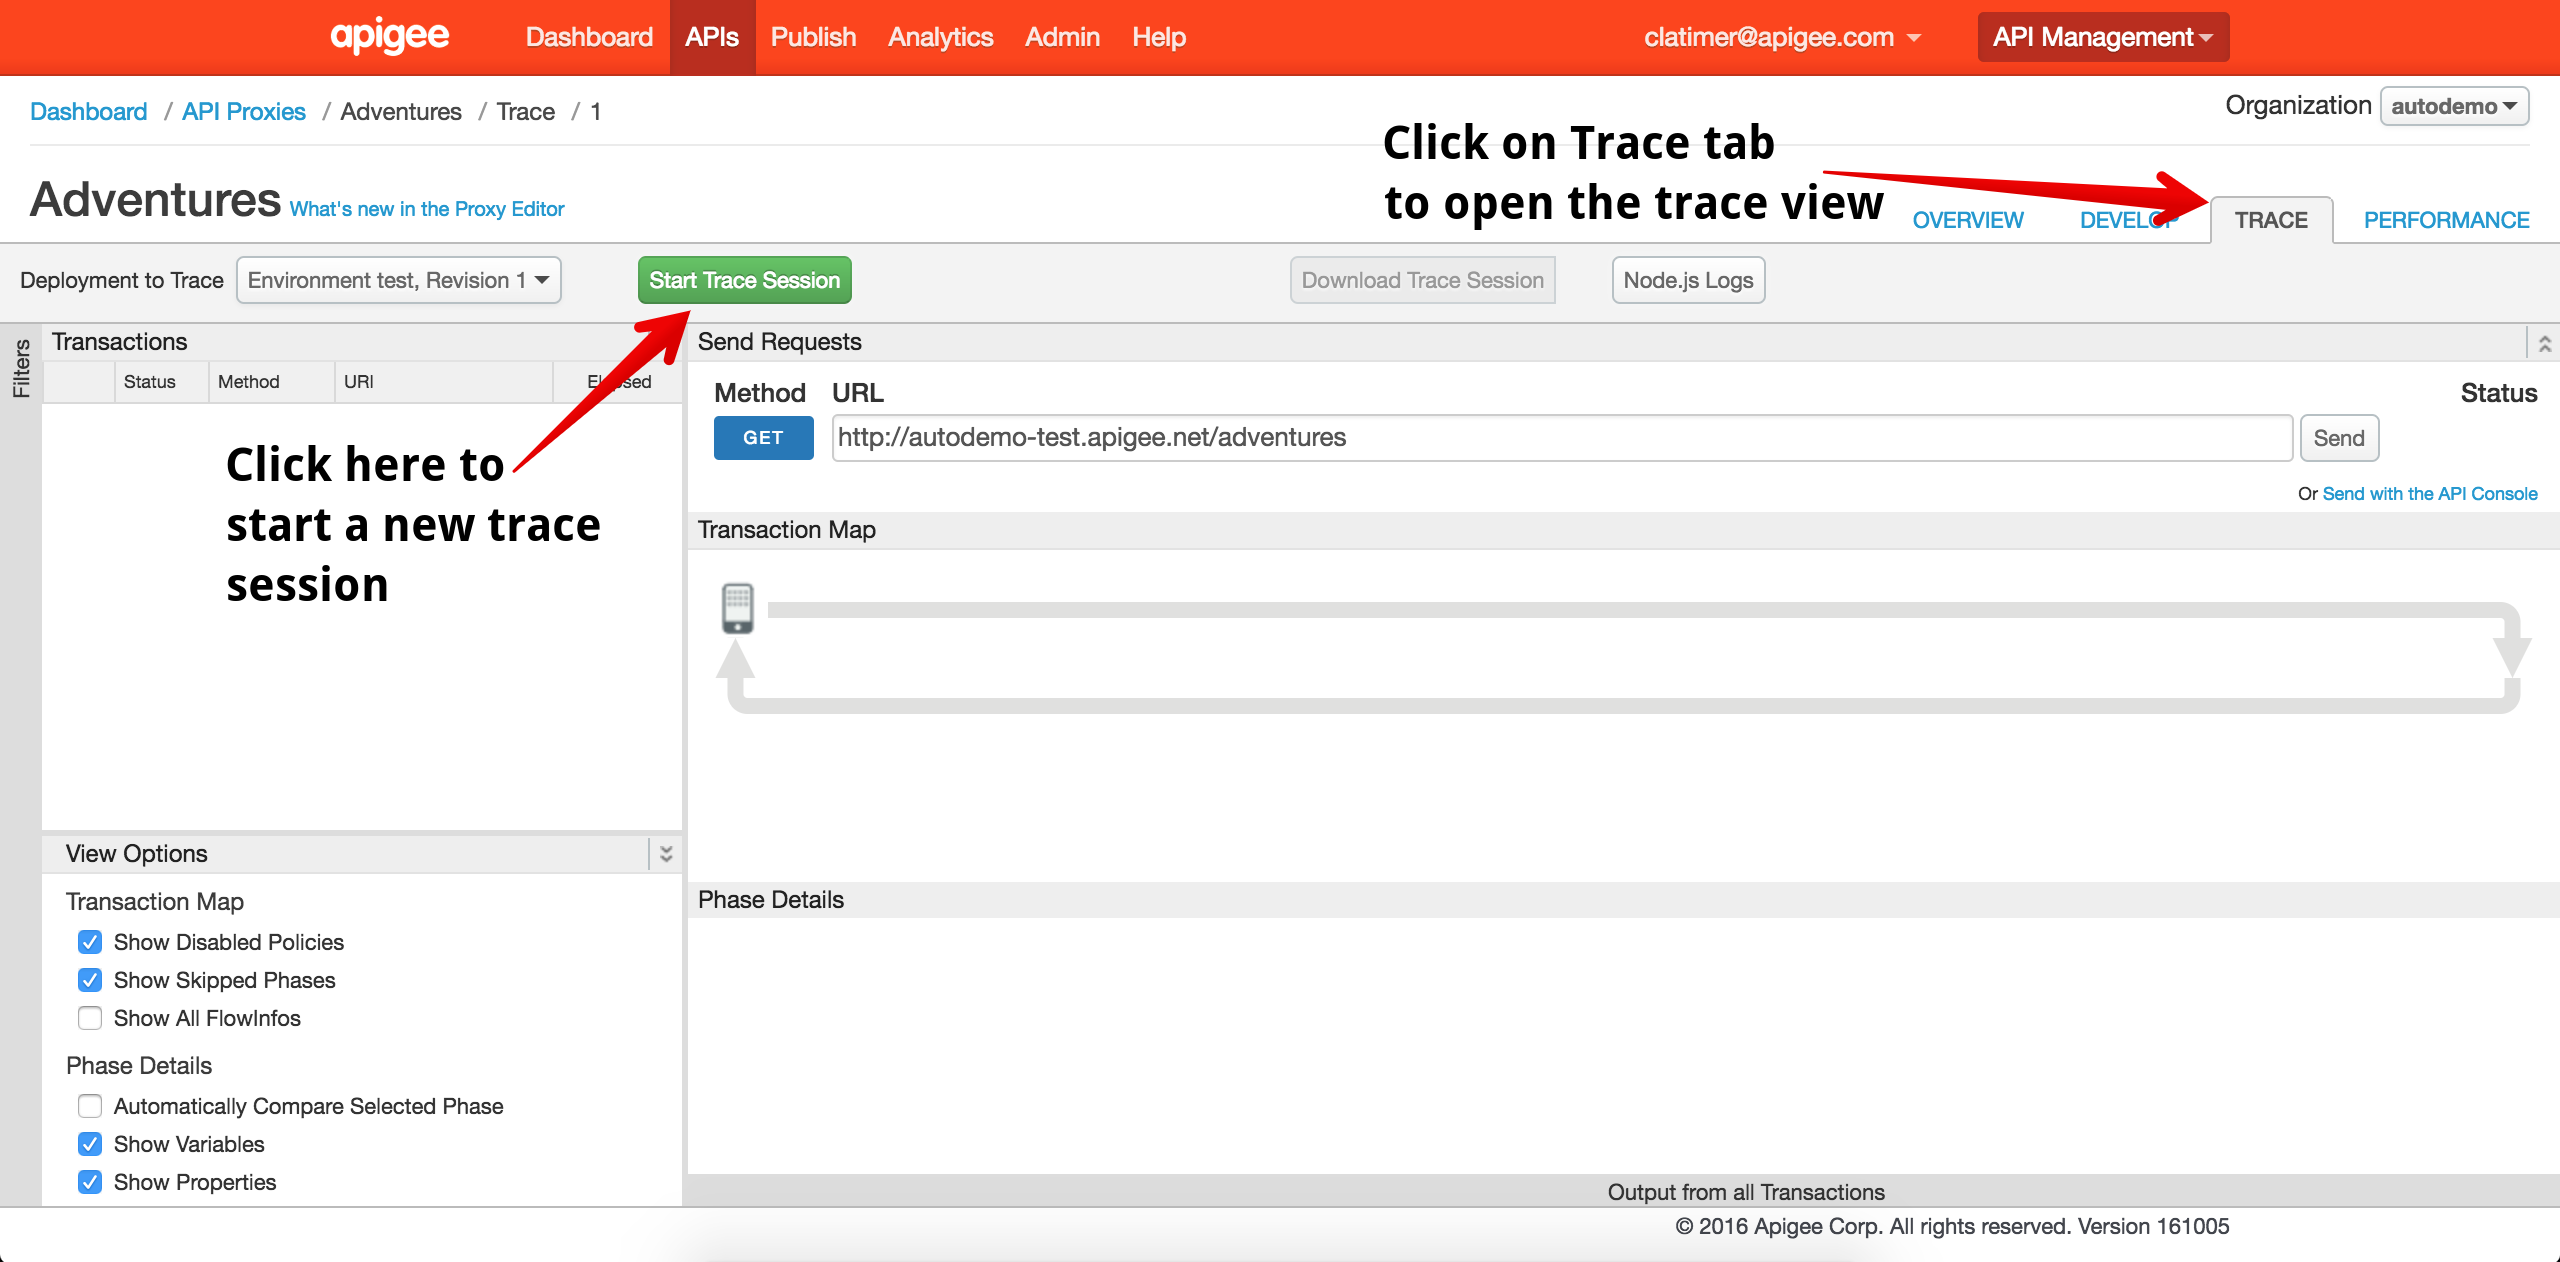 apigee Dashboard APIs Publish Analytics Admin Help clatimer@apigee.com API Management
Dashboard / API Proxies / Adventures / Trace / 1
Organization autodemo
Click on Trace tab
to open the trace view
Adventures What's new in the Proxy Editor
OVERVIEW DEVELOP TRACE PERFORMANCE
Deployment to Trace Environment test, Revision 1 Start Trace Session Download Trace Session Node.js Logs
Filters
Transactions
Status Method URI Elapsed
Click here to
start a new trace
session
Send Requests
Method URL Status
GET http://autodemo-test.apigee.net/adventures Send
Or Send with the API Console
Transaction Map
View Options
Transaction Map
Show Disabled Policies
Show Skipped Phases
Show All FlowInfos
Phase Details
Automatically Compare Selected Phase
Show Variables
Show Properties
Phase Details
Output from all Transactions
© 2016 Apigee Corp. All rights reserved. Version 161005